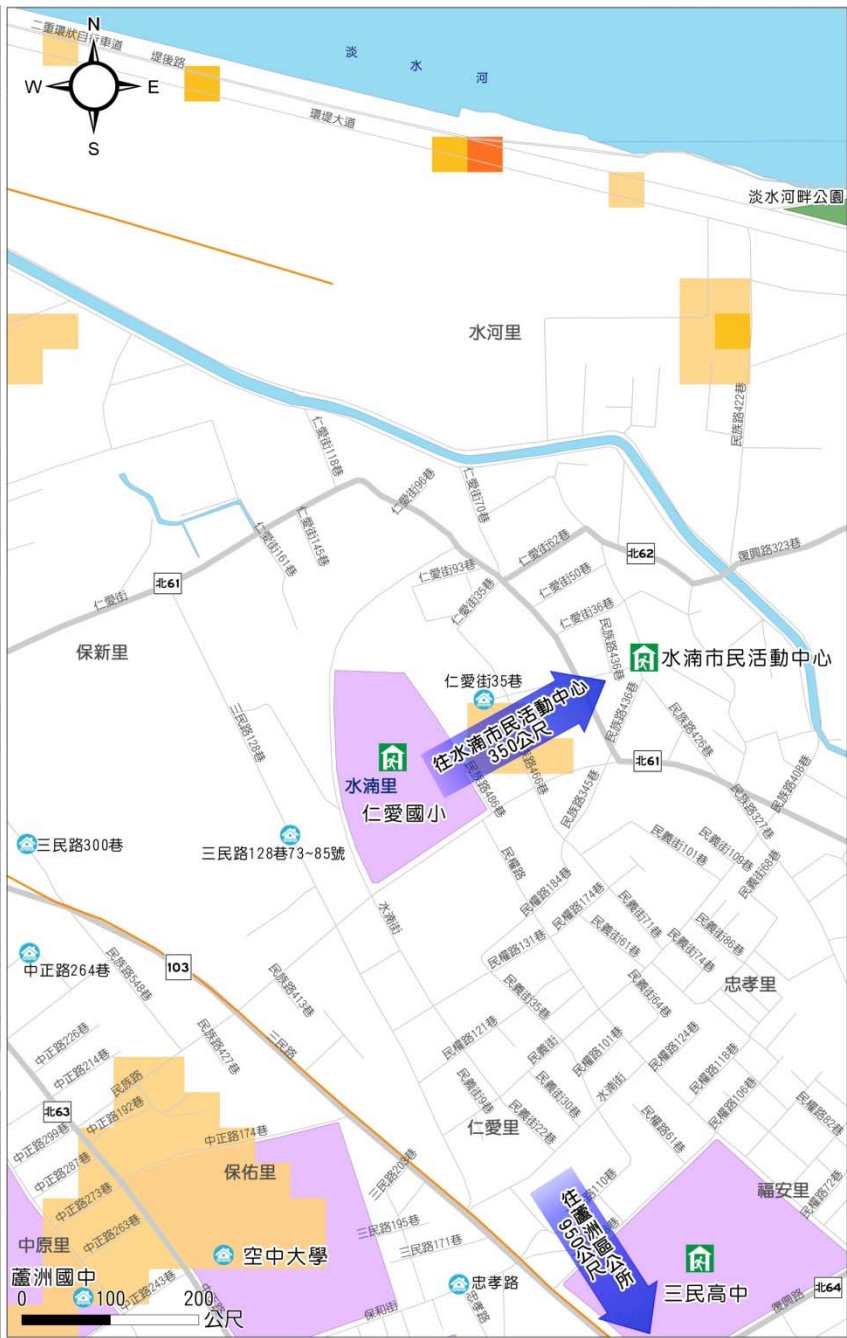 二重環狀自行車道
N
W
E
S
堤後路
淡水河
環堤大道
淡水河畔公園
水河里
民族路422巷
仁愛街118巷
仁愛街96巷
仁愛街70巷
仁愛街145巷
仁愛街161巷
仁愛街62巷
北62
復興路323巷
仁愛街93巷
仁愛街50巷
北61
仁愛街
仁愛街35巷
仁愛街36巷
保新里
民族路436巷
水湳市民活動中心
仁愛街35巷
三民路128巷
往水湳市民活動中心
350公尺
民族路436巷
民族路426巷
水湳里
仁愛國小
民族路486巷
民族路466巷
北61
民族路408巷
民族路345巷
民族路327巷
三民路300巷
三民路128巷73~85號
民權路
民義街101巷
民義街109巷
民義街68巷
民權路184巷
民權路174巷
水湳街
民義街71巷
民義街86巷
103
中正路264巷
民權路131巷
民義街61巷
民義街74巷
民族路548巷
民族路413巷
民義街35巷
民義街64巷
忠孝里
中正路226巷
中正路214巷
民族路427巷
三民路
民權路121巷
民義街
民權路101巷
民權路124巷
民權路118巷
民族路
北63
中正路192巷
水湳街
民權路106巷
中正路299巷
中正路174巷
民義街9巷
民義街30巷
民義街22巷
民權路82巷
仁愛里
民權路61巷
中正路287巷
保佑里
三民路203巷
中正路273巷
福安里
民權路72巷
中原里
中正路263巷
三民路195巷
往蘆洲區公所
950公尺
三民路171巷
空中大學
蘆洲國中
中正路243巷
忠孝路
三民高中
北64
復興路
0 100 200
公尺
保和街
忠孝路